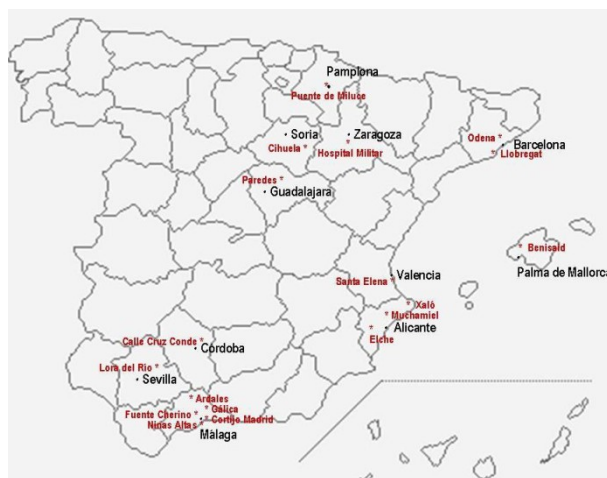 Pamplona
Puente de Miluce
Soria
Zaragoza
Odena
Barcelona
Cihuela
Hospital Militar
Llobregat
Paredes
Guadalajara
Benisald
Palma de Mallorca
Valencia
Santa Elena
Xaló
Muchamiel
Alicante
Elche
Calle Cruz Conde
Córdoba
Lora del Rio
Sevilla
Ardales
Gálica
Fuente Cherino
Cortijo Madrid
Ninas Altas
Málaga